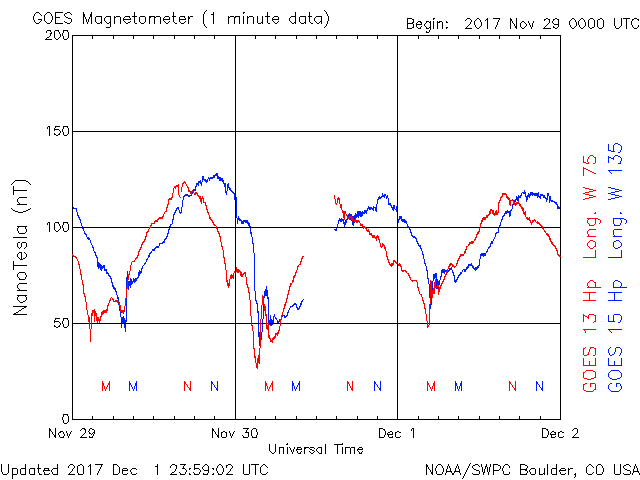 GOES Magnetometer (1 minute data)
Begin: 2017 Nov 29 0000 UTC
200
150
100
50
0
NanoTesla (nT)
M M N N M M N N M M N N
Nov 29 Nov 30 Dec 1 Dec 2
Universal Time
GOES 13 Hp Long. W 75
GOES 15 Hp Long. W 135
Updated 2017 Dec 1 23:59:02 UTC
NOAA/SWPC Boulder, CO USA